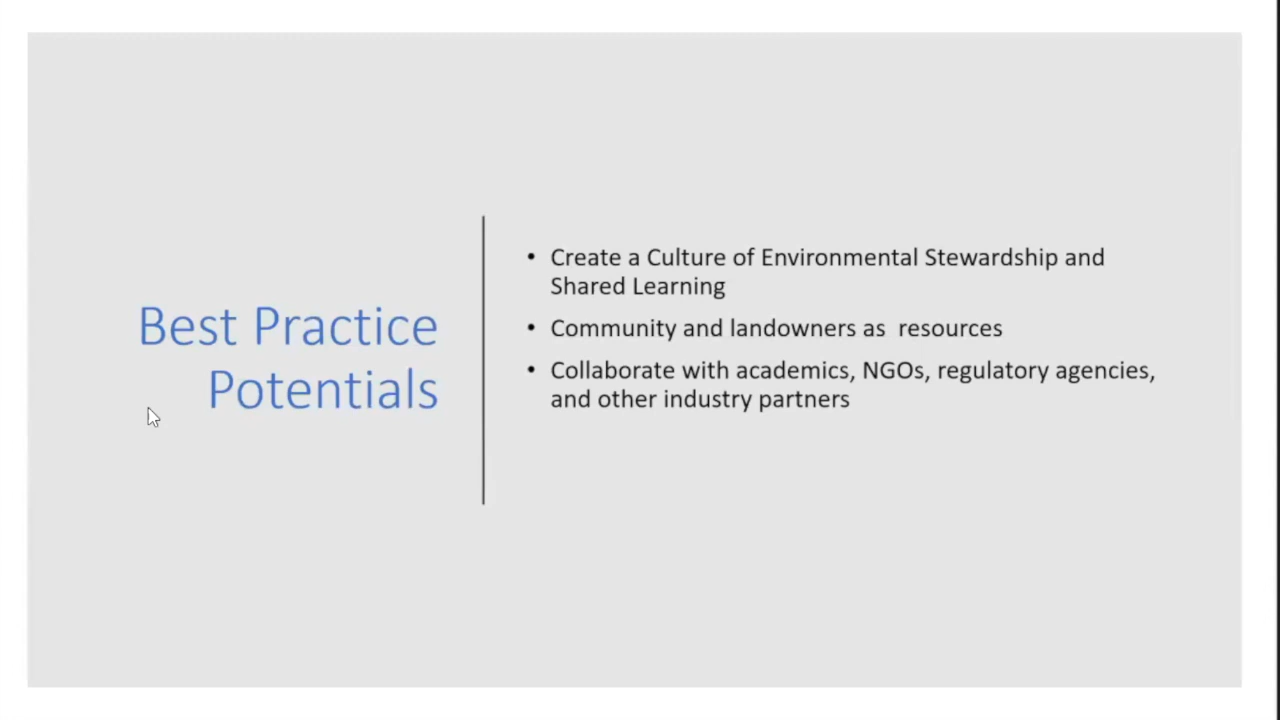 Best Practice
Potentials
• Create a Culture of Environmental Stewardship and
Shared Learning
• Community and landowners as  resources
• Collaborate with academics, NGOs, regulatory agencies,
and other industry partners